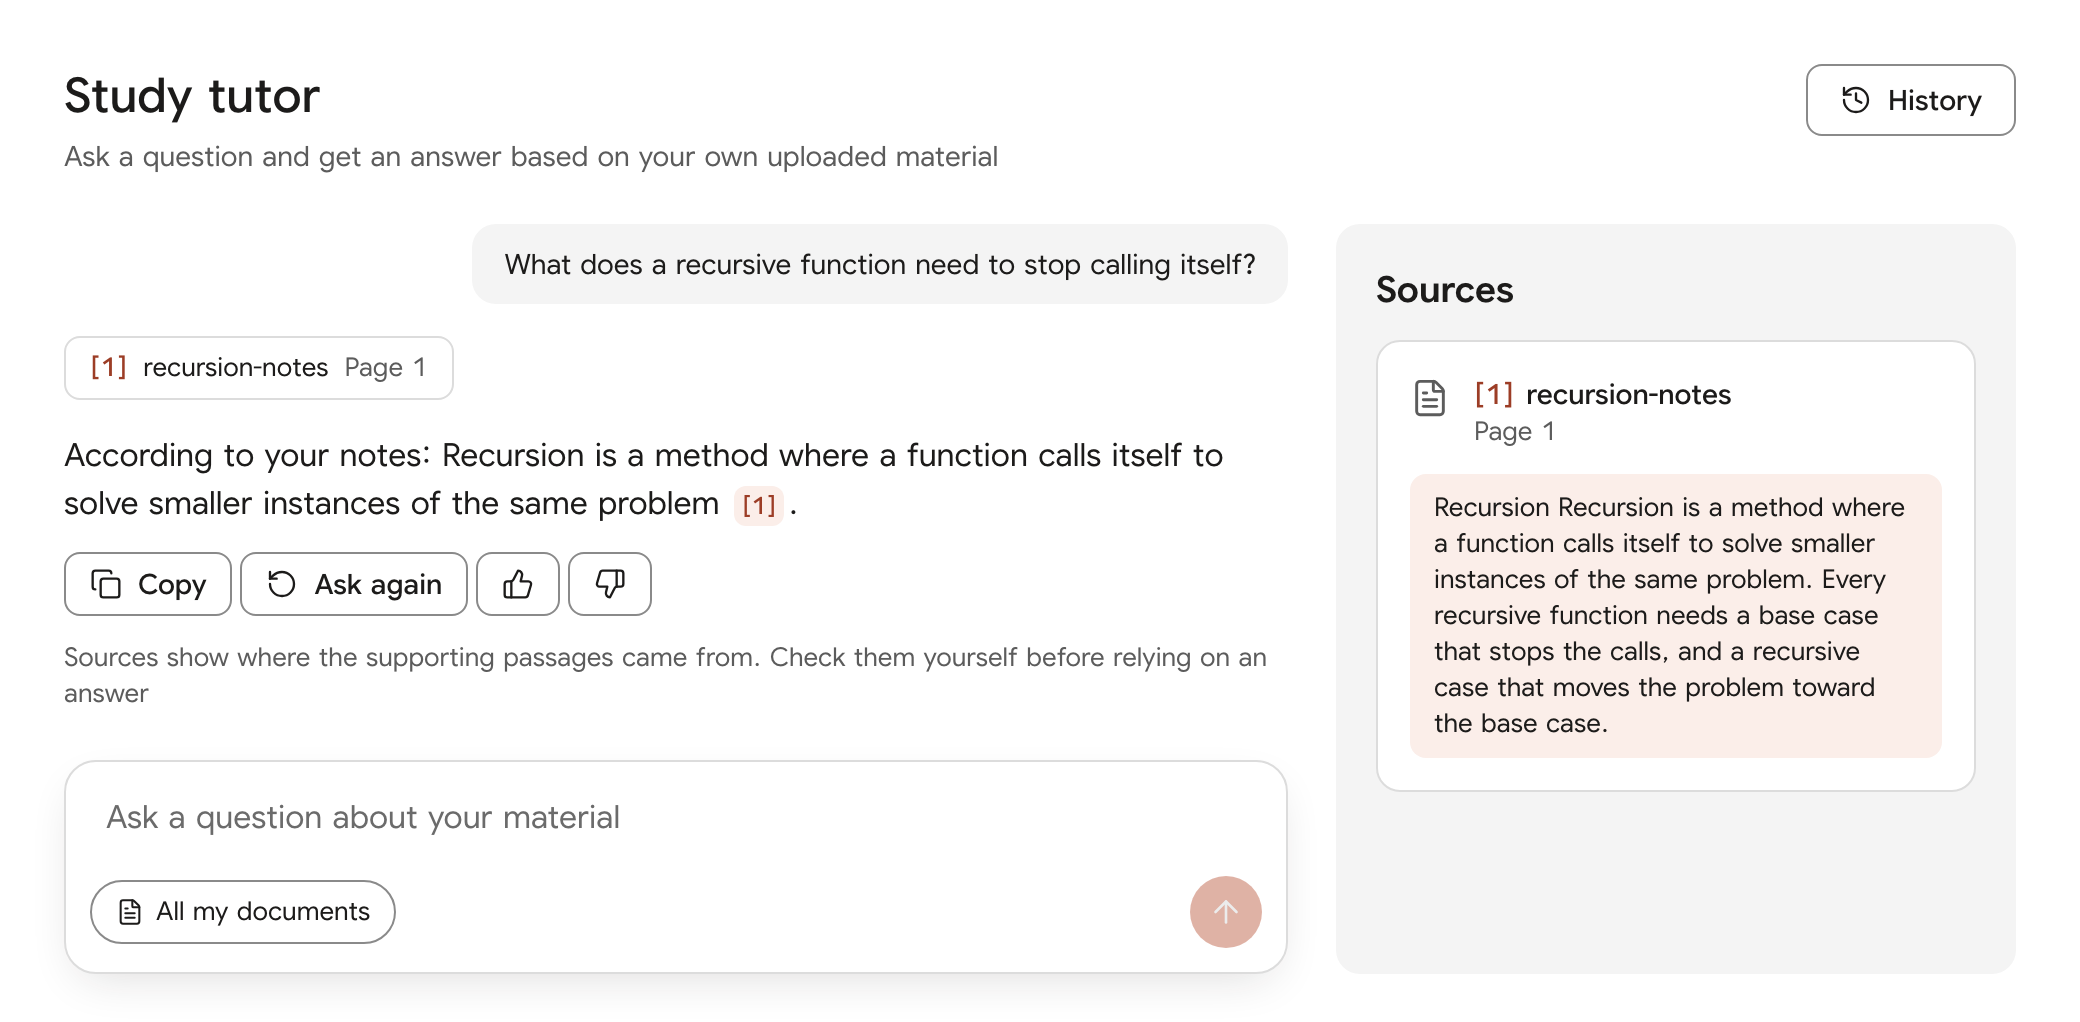 Study tutor
Ask a question and get an answer based on your own uploaded material
History
What does a recursive function need to stop calling itself?
[1] recursion-notes Page 1
According to your notes: Recursion is a method where a function calls itself to
solve smaller instances of the same problem [1] .
Copy
Ask again
Sources show where the supporting passages came from. Check them yourself before relying on an
answer
Ask a question about your material
All my documents
Sources
[1] recursion-notes
Page 1
Recursion Recursion is a method where
a function calls itself to solve smaller
instances of the same problem. Every
recursive function needs a base case
that stops the calls, and a recursive
case that moves the problem toward
the base case.